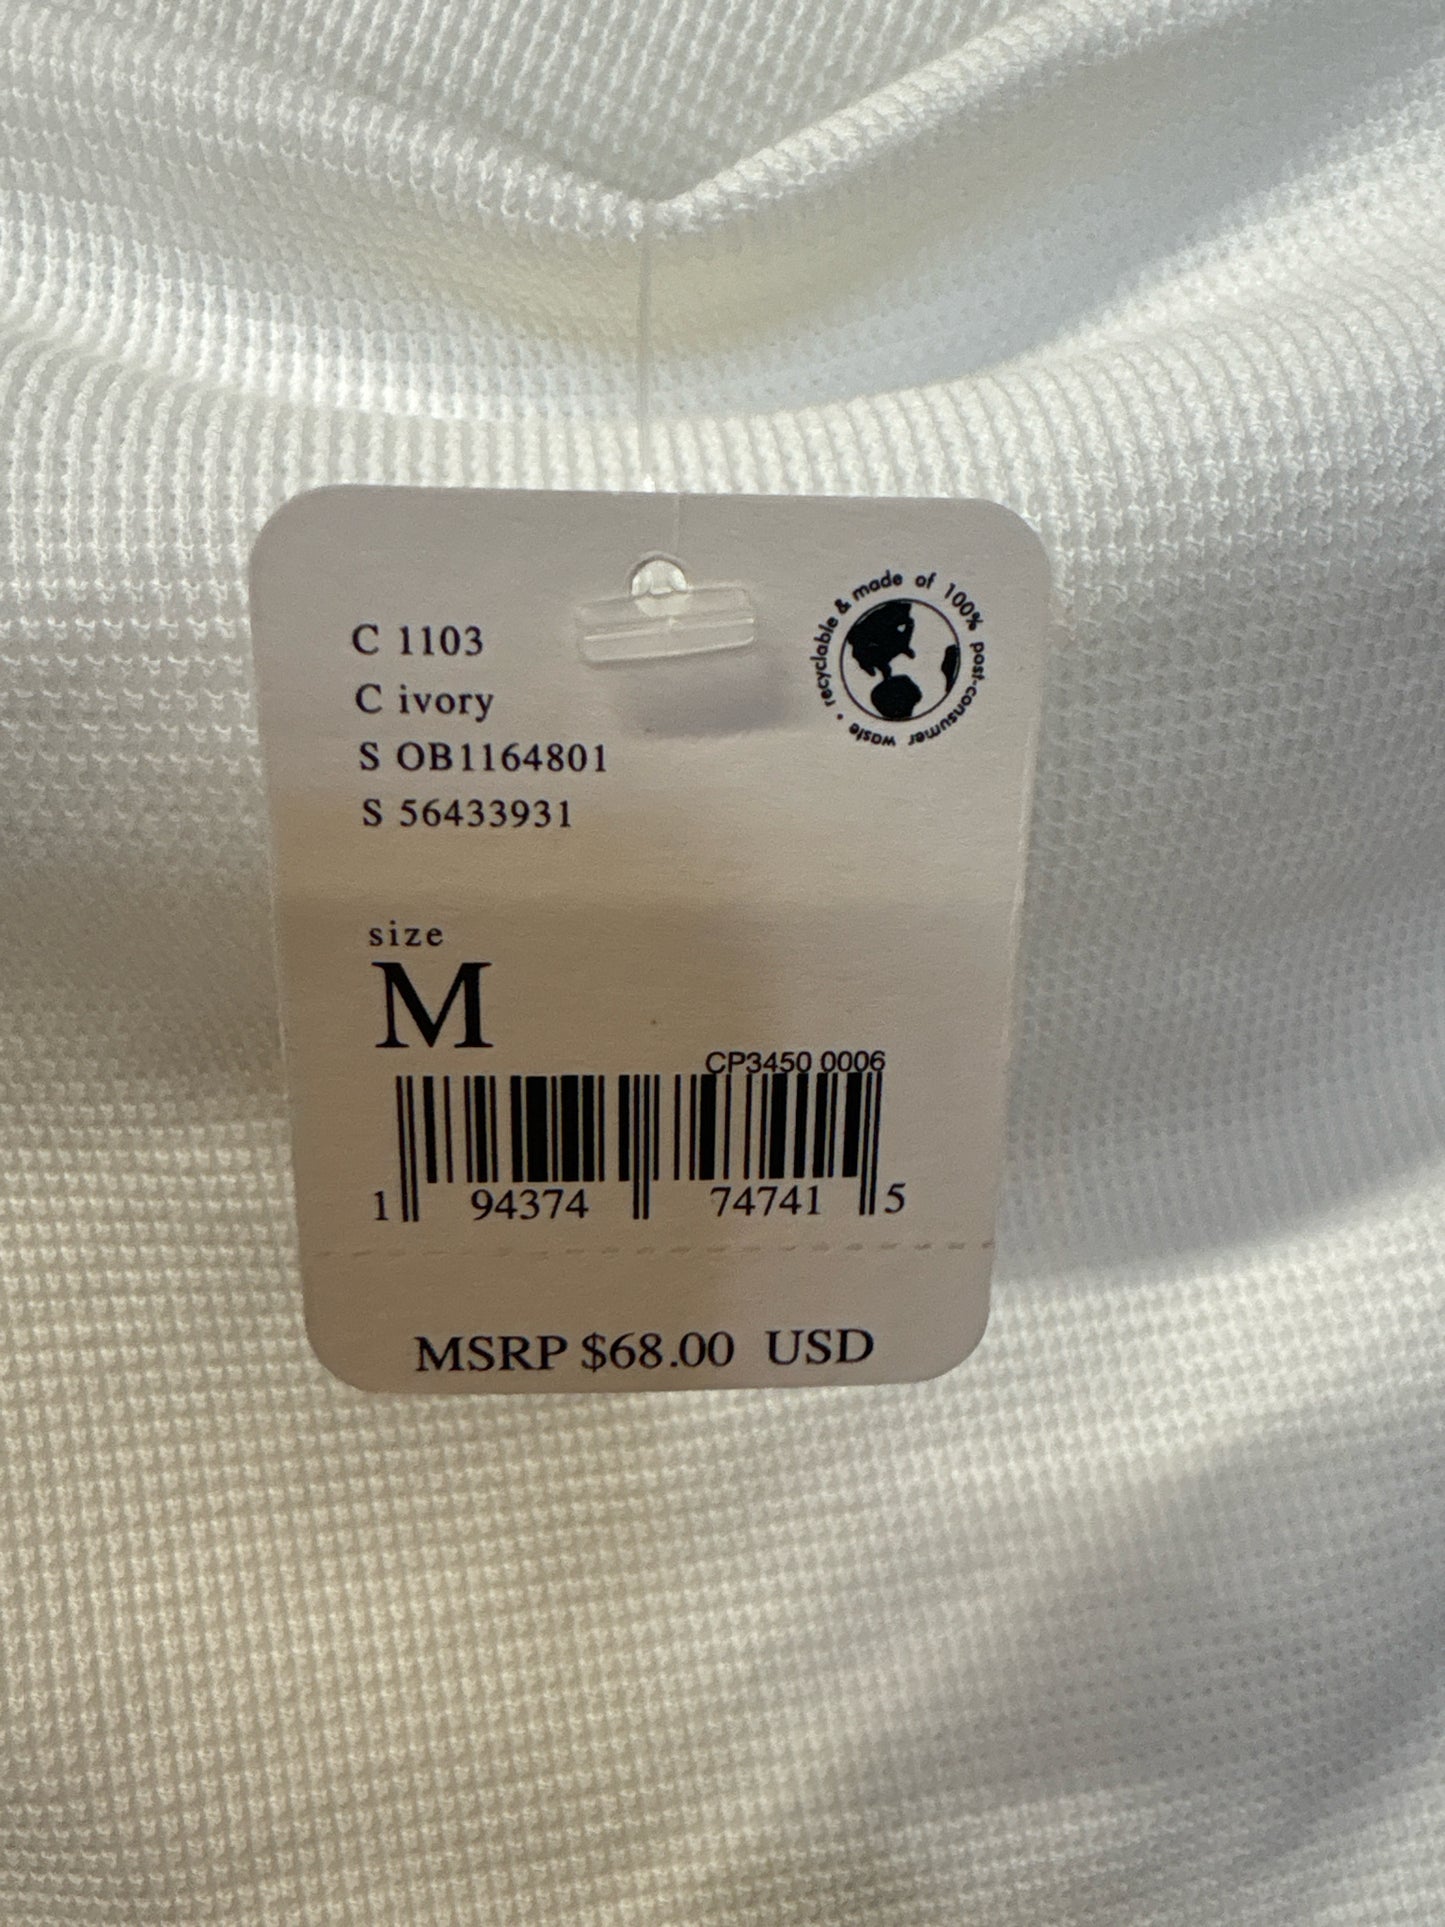 C 1103
C ivory
S OB1164801
S 56433931
recyclable & made of 100% post-consumer waste •
size
M
CP3450 0006
1 94374 74741 5
MSRP $68.00 USD